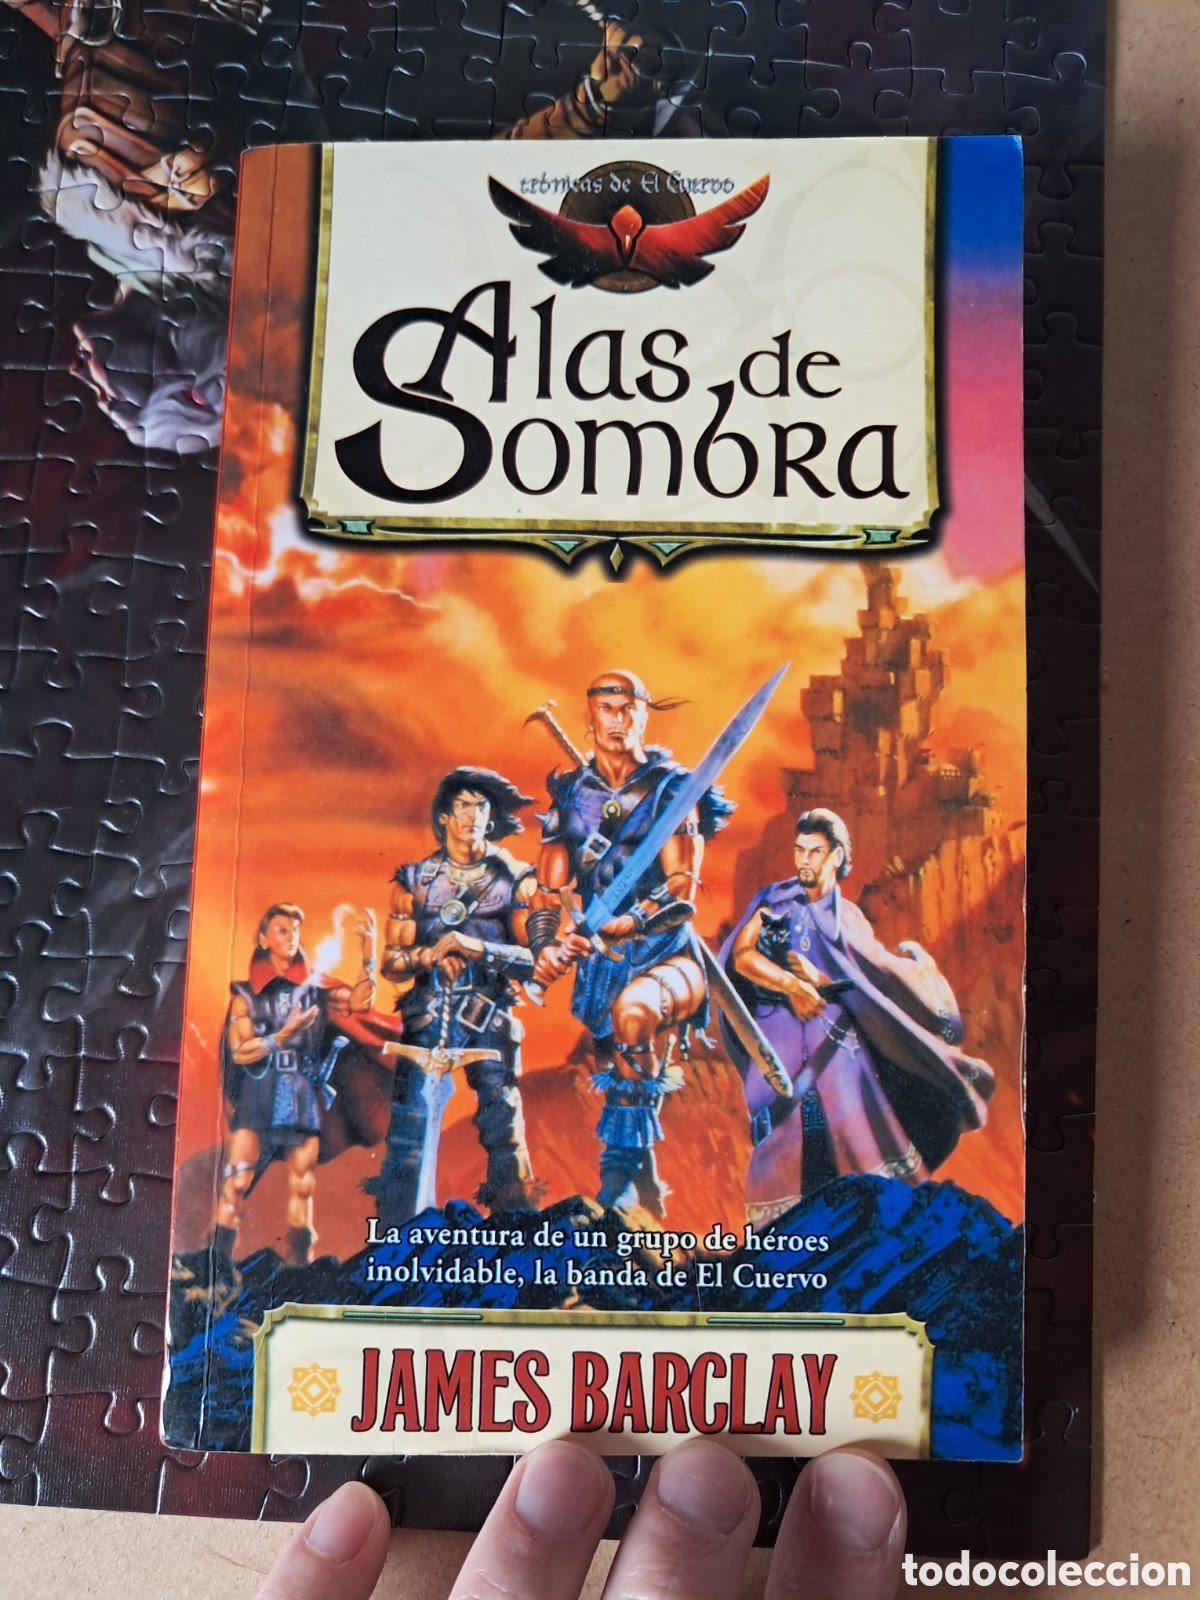 crónicas de El Cuervo
Alas de
Sombra
La aventura de un grupo de héroes
inolvidable, la banda de El Cuervo
JAMES BARCLAY
todocoleccion